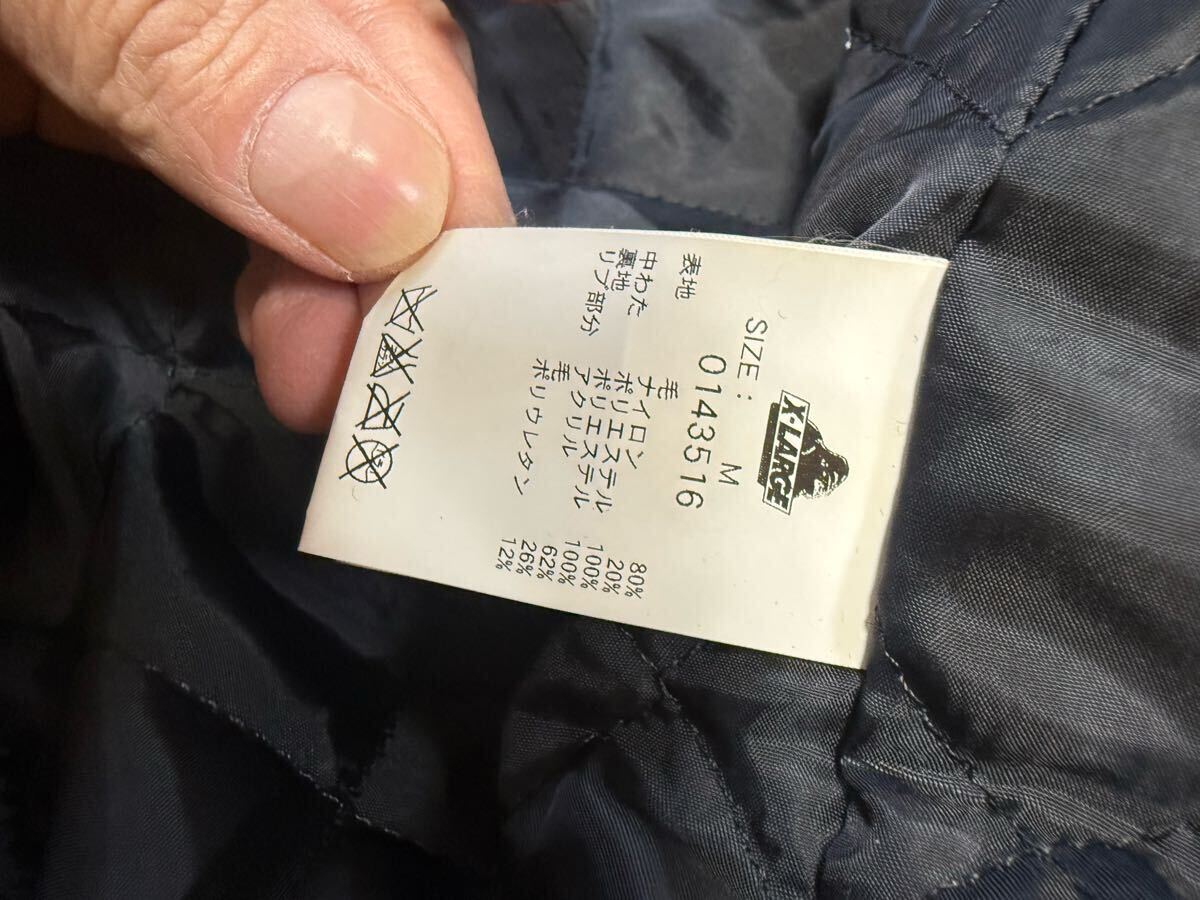 X-LARGE
SIZE: M
0143516
表地 毛 80%
ナイロン 20%
中わた ポリエステル 100%
裏地 ポリエステル 100%
リブ部分 アクリル 62%
毛 26%
ポリウレタン 12%